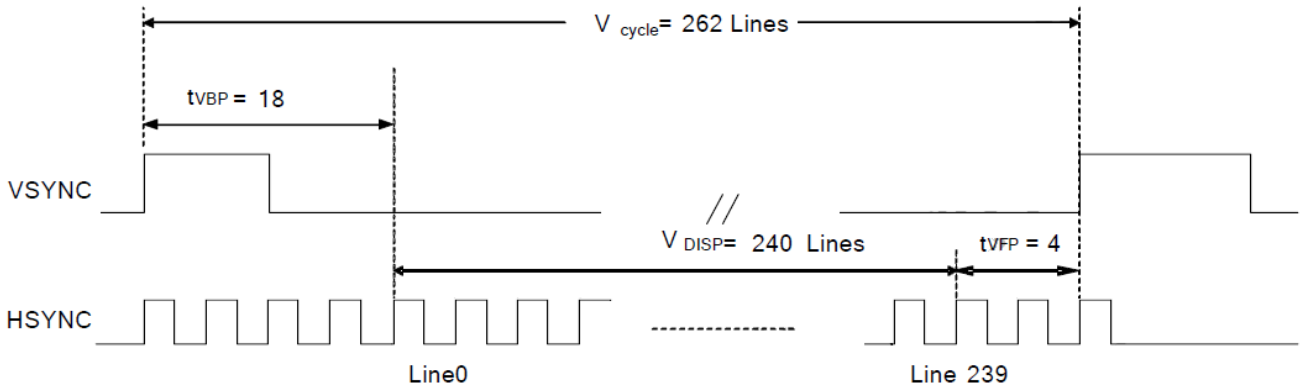 V cycle= 262 Lines
tVBP = 18
VSYNC
V DISP= 240 Lines
tVFP = 4
HSYNC
Line0
Line 239